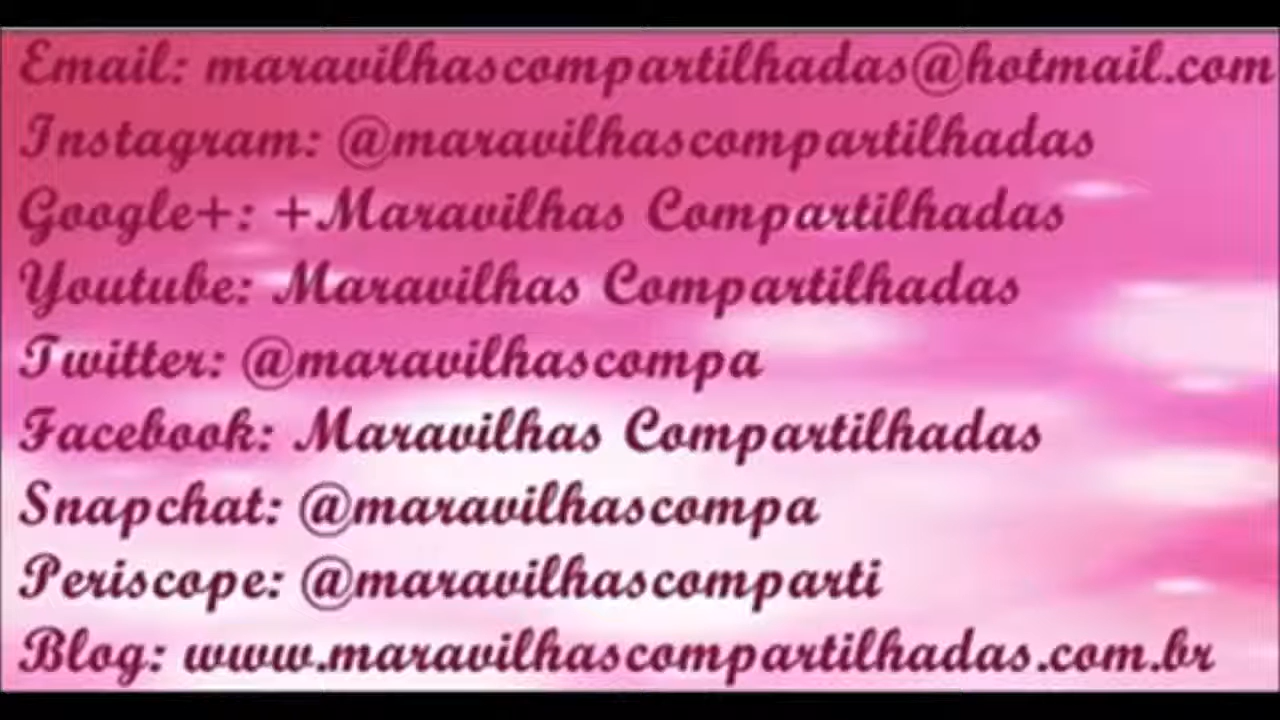 Email: maravilhascompartilhadas@hotmail.com
Instagram: @maravilhascompartilhadas
Google+: +Maravilhas Compartilhadas
Youtube: Maravilhas Compartilhadas
Twitter: @maravilhascompa
Facebook: Maravilhas Compartilhadas
Snapchat: @maravilhascompa
Periscope: @maravilhascomparti
Blog: www.maravilhascompartilhadas.com.br